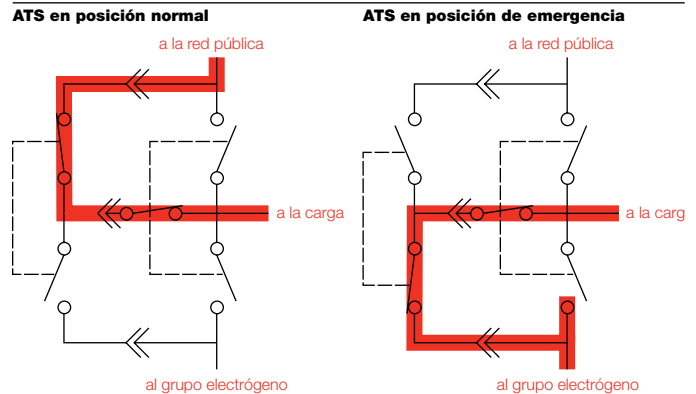 ATS en posición normal
a la red pública
a la carga
al grupo electrógeno
ATS en posición de emergencia
a la red pública
a la carg
al grupo electrógeno